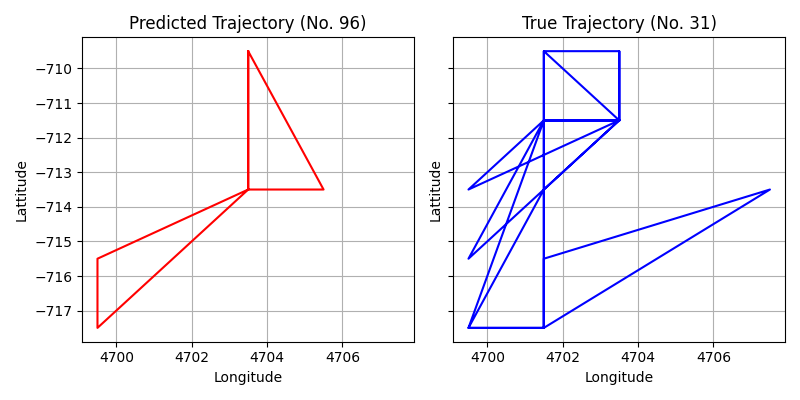 Predicted Trajectory (No. 96)
−710
−711
−712
−713
−714
−715
−716
−717
Lattitude
4700
4702
4704
4706
Longitude
True Trajectory (No. 31)
Lattitude
4700
4702
4704
4706
Longitude